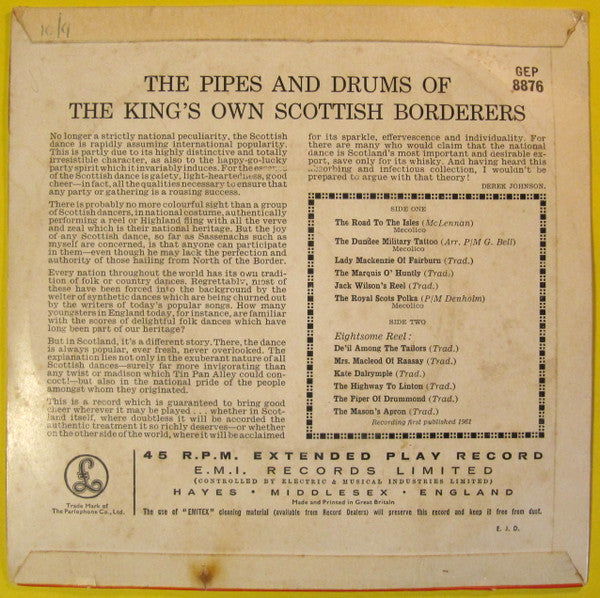 10/9
GEP
8876
THE PIPES AND DRUMS OF
THE KING'S OWN SCOTTISH BORDERERS
No longer a strictly national peculiarity, the Scottish
dance is rapidly assuming international popularity.
This is partly due to its highly distinctive and totally
irresistible character, as also to the happy-go-lucky
party spirit which it invariably induces. For the
of the Scottish dance is gaiety, light-heartedness, good
cheer—in fact, all the qualities necessary to ensure that
any party or gathering is a rousing success.
There is probably no more colourful sight than a group
of Scottish dancers, in national costume, authentically
performing a reel or Highland fling with all the verve
and zeal which is their national heritage. But the joy
of any Scottish dance, so far as Sassenachs such as
myself are concerned, is that anyone can participate
in them—even though he may lack the perfection and
authority of those hailing from North of the Border.
Every nation throughout the world has its own tradi-
tion of folk or country dances. Regrettably, most of
these have been forced into the background by the
welter of synthetic dances which are being churned out
by the writers of today's popular songs. How many
youngsters in England today, for instance, are familiar
with the scores of delightful folk dances which have
long been part of our heritage?
But in Scotland, it's a different story. There, the dance
is always popular, ever fresh, never overlooked. The
explanation lies not only in the exuberant nature of all
Scottish dances—surely far more invigorating than
any twist or madison which Tin Pan Alley could con-
coct!—but also in the national pride of the people
amongst whom they originated.
This is a record which is guaranteed to bring good
cheer wherever it may be played . . . whether in Scot-
land itself, where doubtless it will be accorded the
authentic treatment it so richly deserves—or whether
on the other side of the world, where it will be acclaimed
for its sparkle, effervescence and individuality. For
there are many who would claim that the national
dance is Scotland's most important and desirable ex-
port, save only for its whisky. And having heard this
absorbing and infectious collection, I wouldn't be
prepared to argue with that theory!
DEREK JOHNSON.
SIDE ONE
The Road To The Isles (McLennan)
Mecolico
The Dundee Military Tattoo (Arr. P/M G. Bell)
Mecolico
Lady Mackenzie Of Fairburn (Trad.)
The Marquis O' Huntly (Trad.)
Jack Wilson's Reel (Trad.)
The Royal Scots Polka (P/M Denholm)
Mecolico
SIDE TWO
Eightsome Reel:
De'il Among The Tailors (Trad.)
Mrs. Macleod Of Raasay (Trad.)
Kate Dalrymple (Trad.)
The Highway To Linton (Trad.)
The Piper Of Drummond (Trad.)
The Mason's Apron (Trad.)
Recording first published 1961
£
Trade Mark of
The Parlophone Co., Ltd.
45 R.P.M. EXTENDED PLAY RECORD
E.M.I. RECORDS LIMITED
(CONTROLLED BY ELECTRIC & MUSICAL INDUSTRIES LIMITED)
HAYES • MIDDLESEX • ENGLAND
Made and Printed in Great Britain
The use of "EMITEX" cleaning material (available from Record Dealers) will preserve this record and keep it free from dust.
E. J. D.